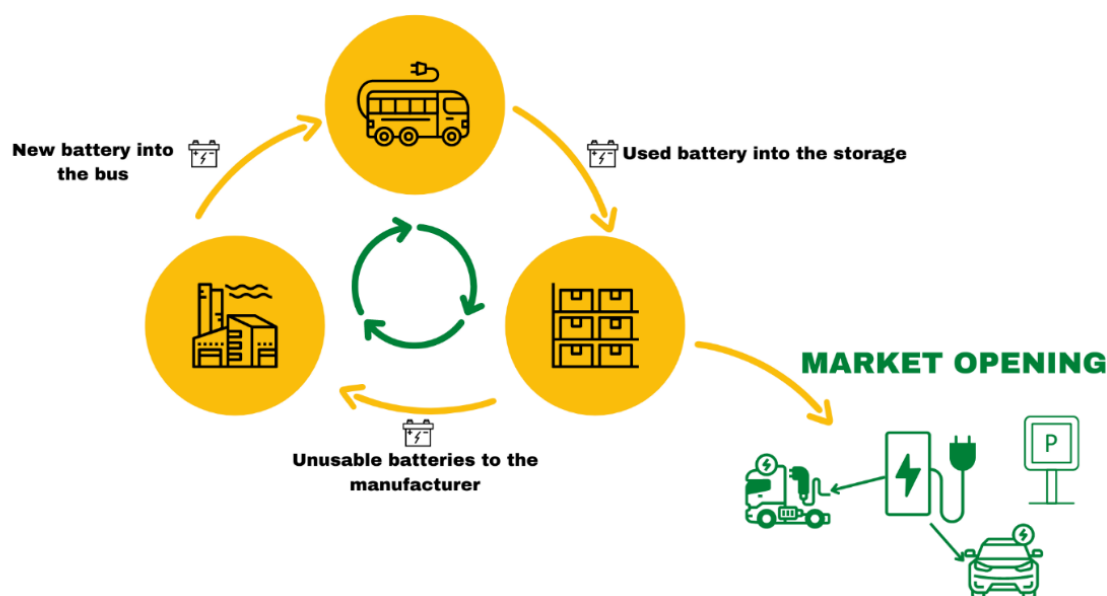 New battery into
the bus
Used battery into the storage
MARKET OPENING
P
Unusable batteries to the
manufacturer